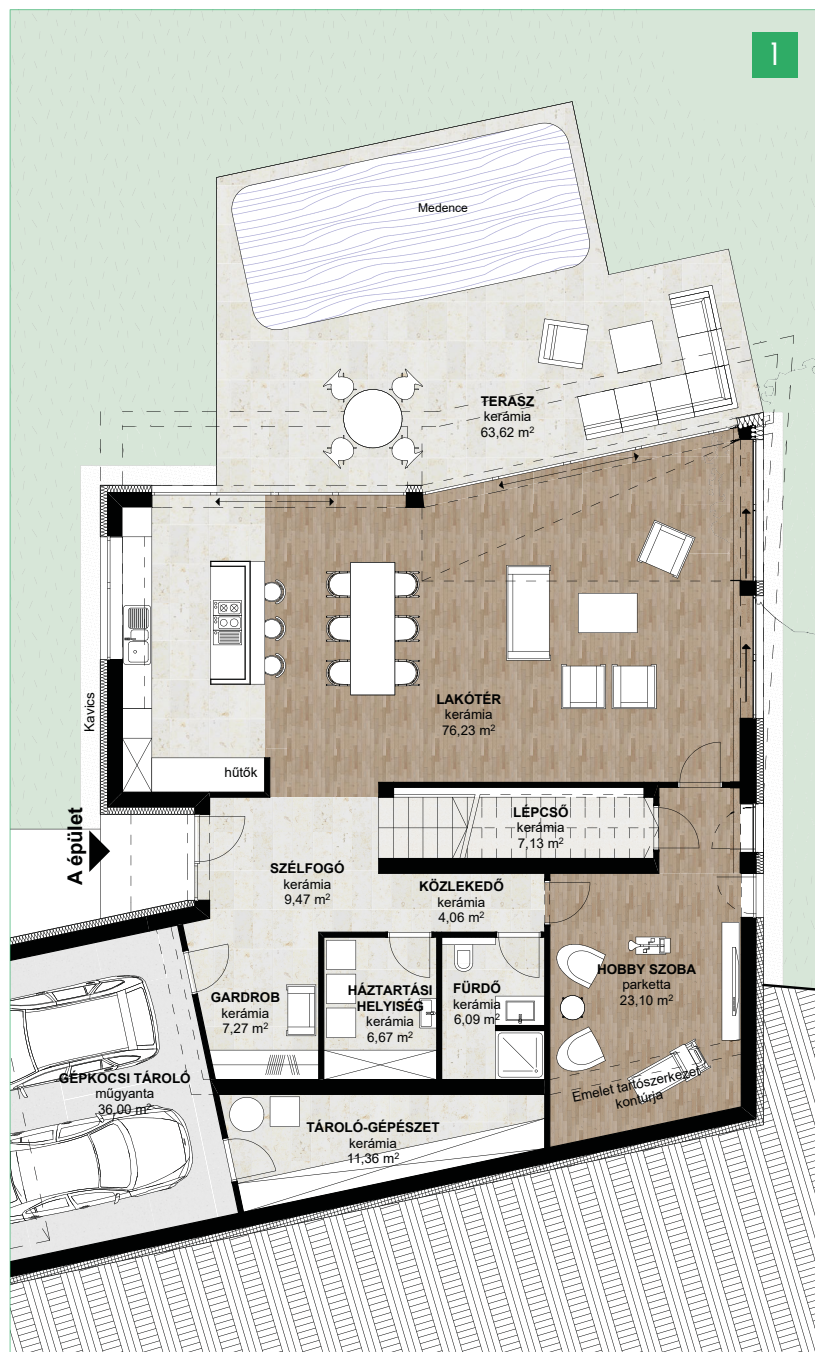 1
Medence
TERASZ
kerámia
63,62 m²
LAKÓTÉR
kerámia
76,23 m²
Kavics
hűtők
A épület
LÉPCSŐ
kerámia
7,13 m²
SZÉLFOGÓ
kerámia
9,47 m²
KÖZLEKEDŐ
kerámia
4,06 m²
GARDROB
kerámia
7,27 m²
HÁZTARTÁSI
HELYISÉG
kerámia
6,67 m²
FÜRDŐ
kerámia
6,09 m²
HOBBY SZOBA
parketta
23,10 m²
GÉPKOCSI TÁROLÓ
műgyanta
36,00 m²
Emelet tartószerkezet
kontúrja
TÁROLÓ-GÉPÉSZET
kerámia
11,36 m²